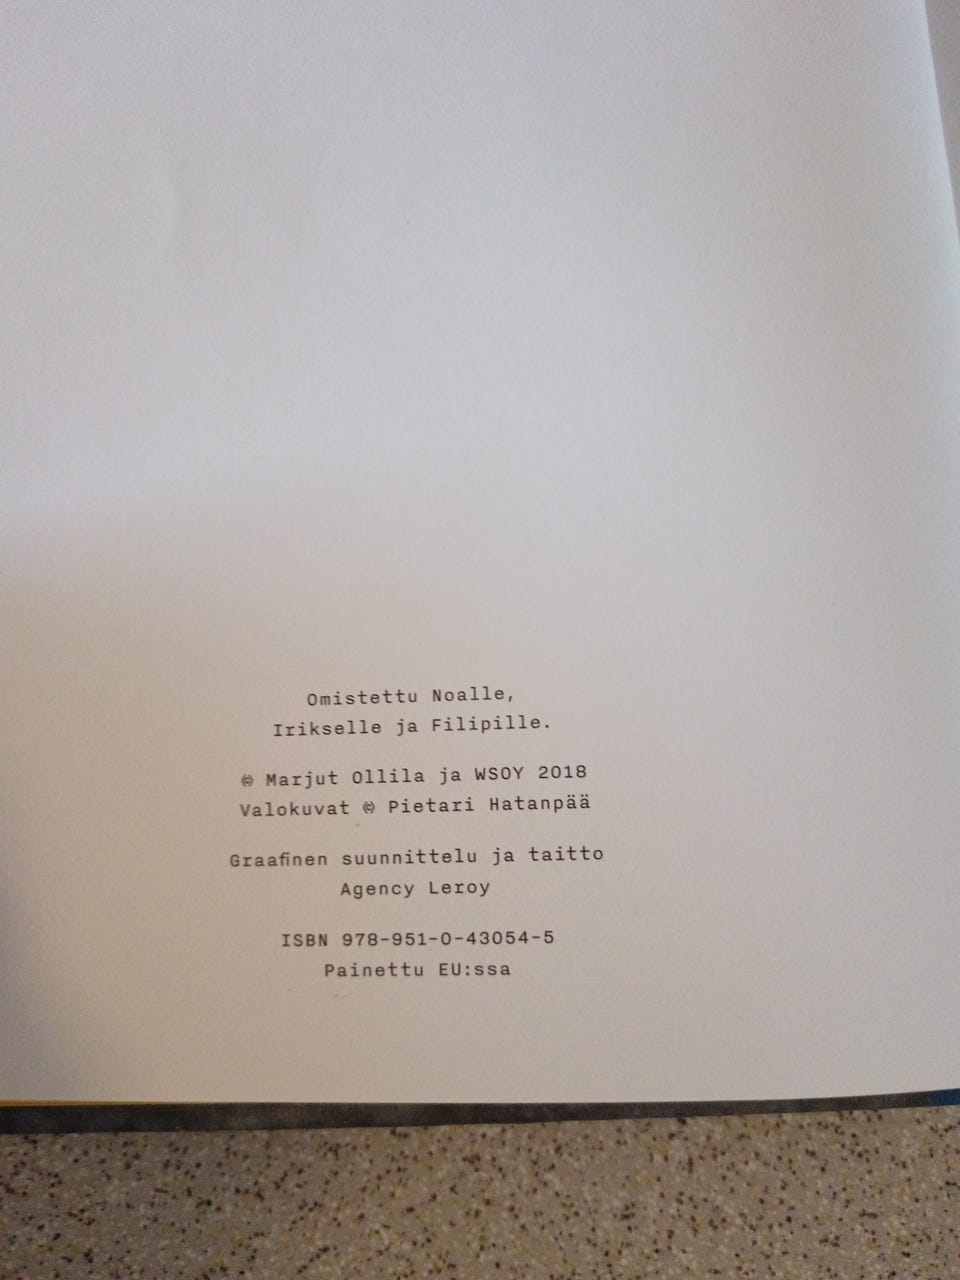 Omistettu Noalle,
Irikselle ja Filipille.
© Marjut Ollila ja WSOY 2018
Valokuvat © Pietari Hatanpää
Graafinen suunnittelu ja taitto
Agency Leroy
ISBN 978-951-0-43054-5
Painettu EU:ssa